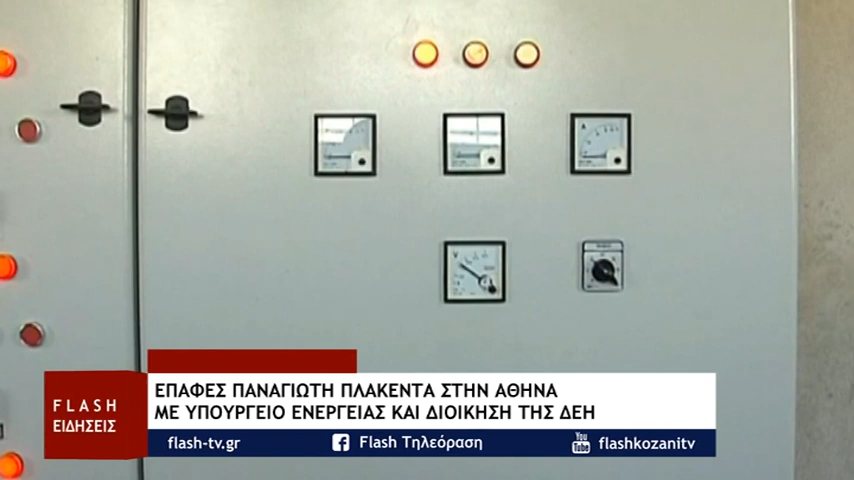 A
V
FLASH
ΕΙΔΗΣΕΙΣ
ΕΠΑΦΕΣ ΠΑΝΑΓΙΩΤΗ ΠΛΑΚΕΝΤΑ ΣΤΗΝ ΑΘΗΝΑ
ΜΕ ΥΠΟΥΡΓΕΙΟ ΕΝΕΡΓΕΙΑΣ ΚΑΙ ΔΙΟΙΚΗΣΗ ΤΗΣ ΔΕΗ
flash-tv.gr
Flash Τηλεόραση
You Tube
flashkozanitv